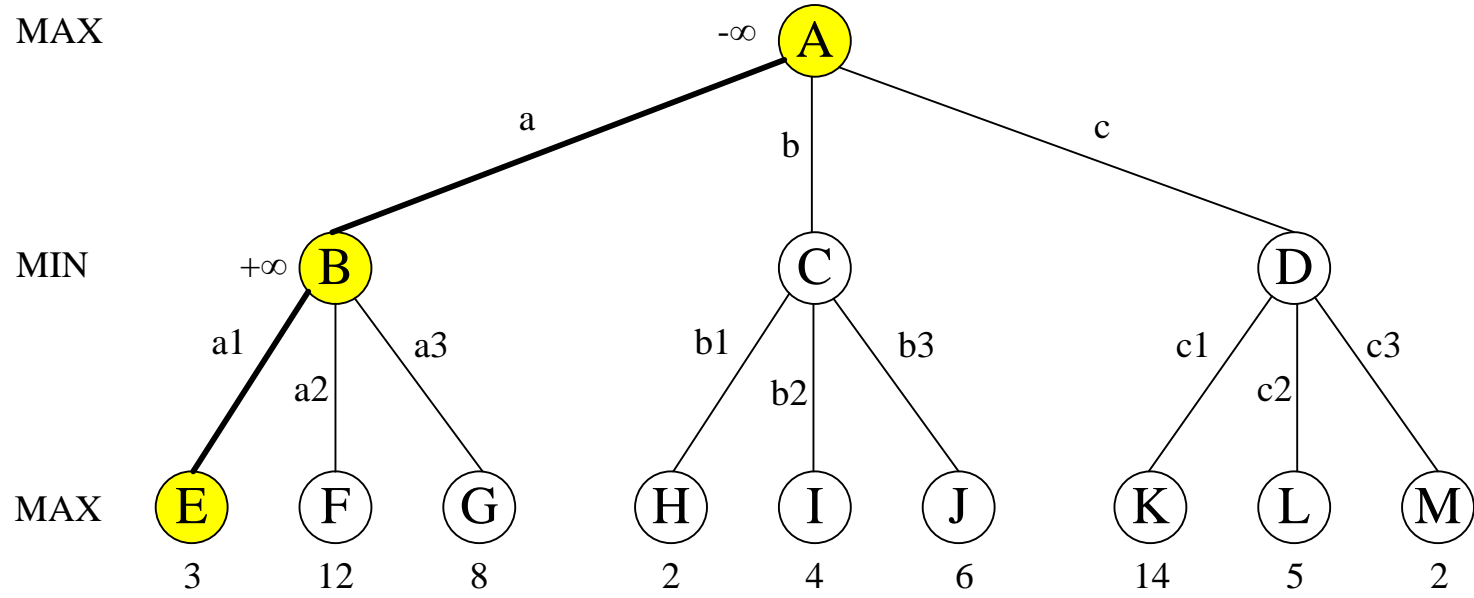 MAX -∞ A
a b c
MIN +∞ B C D
a1 a2 a3 b1 b2 b3 c1 c2 c3
MAX E F G H I J K L M
3 12 8 2 4 6 14 5 2